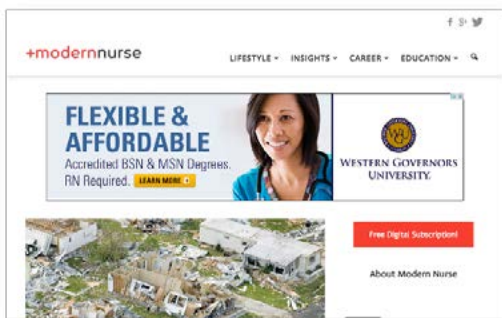 +modernnurse
LIFESTYLE INSIGHTS CAREER EDUCATION
FLEXIBLE &
AFFORDABLE
Accredited BSN & MSN Degrees.
RN Required. LEARN MORE
WESTERN GOVERNORS
UNIVERSITY.
Free Digital Subscription!
About Modern Nurse